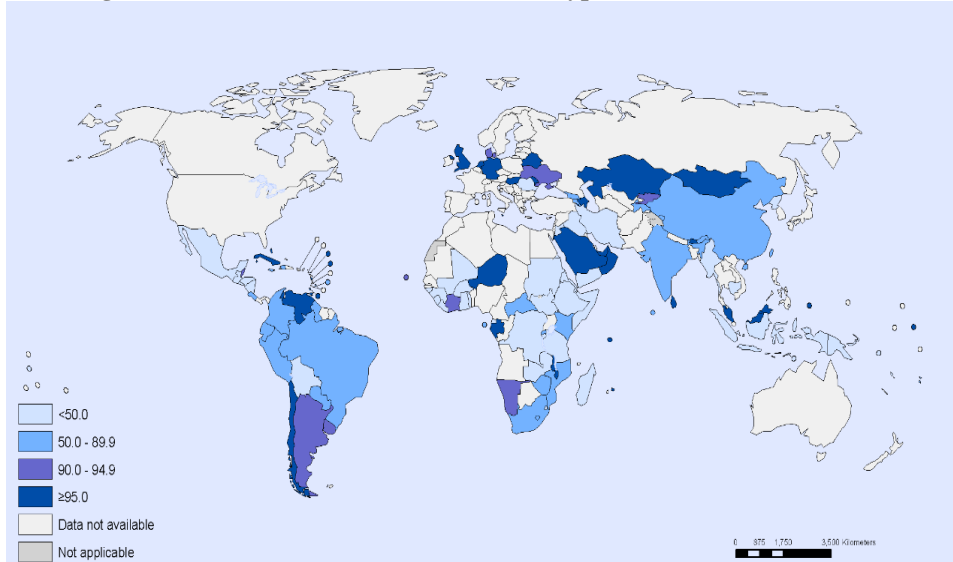 <50.0
50.0 - 89.9
90.0 - 94.9
≥95.0
Data not available
Not applicable
0 875 1,750 3,500 Kilometers